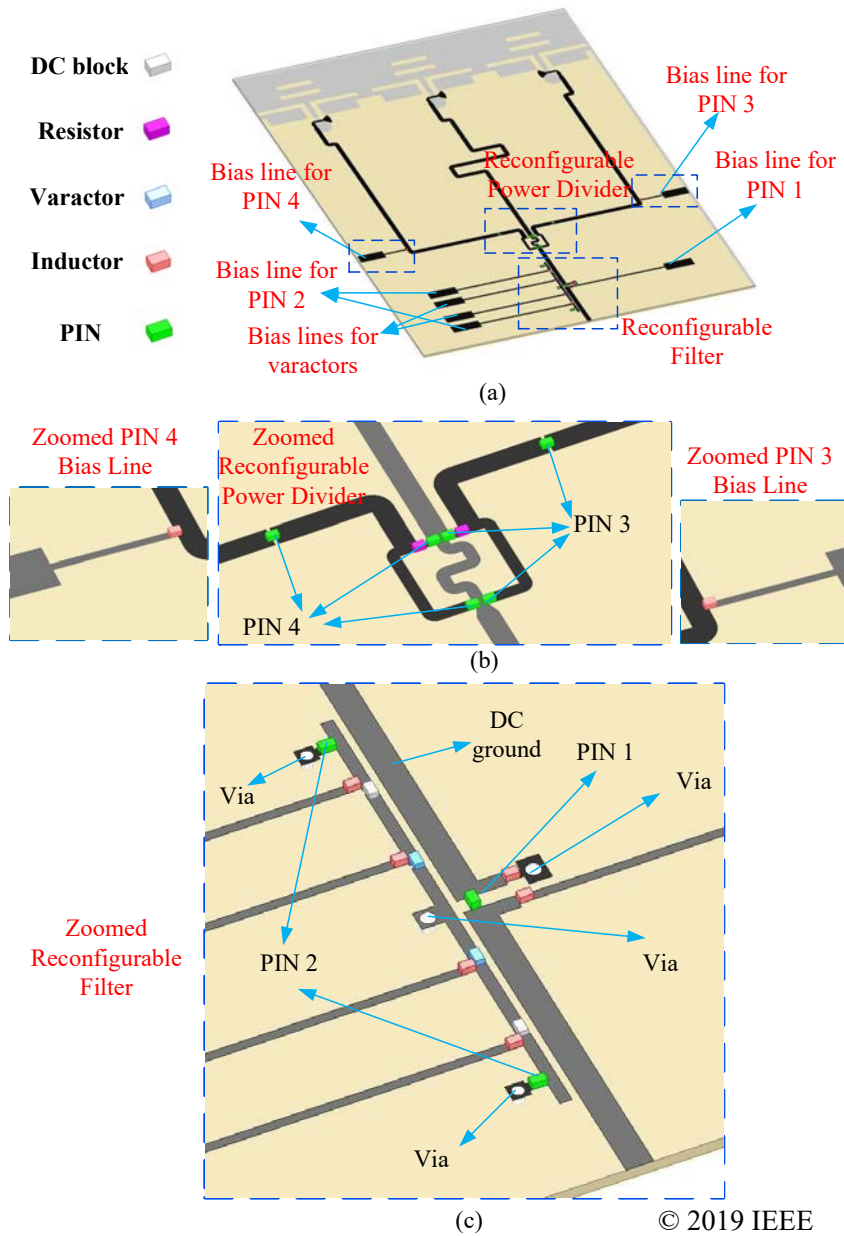 DC block
Resistor
Varactor
Inductor
PIN
Bias line for
PIN 3
Bias line for
PIN 1
Reconfigurable
Power Divider
Bias line for
PIN 4
Bias line for
PIN 2
Bias lines for
varactors
Reconfigurable
Filter
(a)
Zoomed PIN 4
Bias Line
Zoomed
Reconfigurable
Power Divider
Zoomed PIN 3
Bias Line
PIN 3
PIN 4
(b)
DC
ground
PIN 1
Via
Via
Zoomed
Reconfigurable
Filter
PIN 2
Via
Via
(c)
© 2019 IEEE